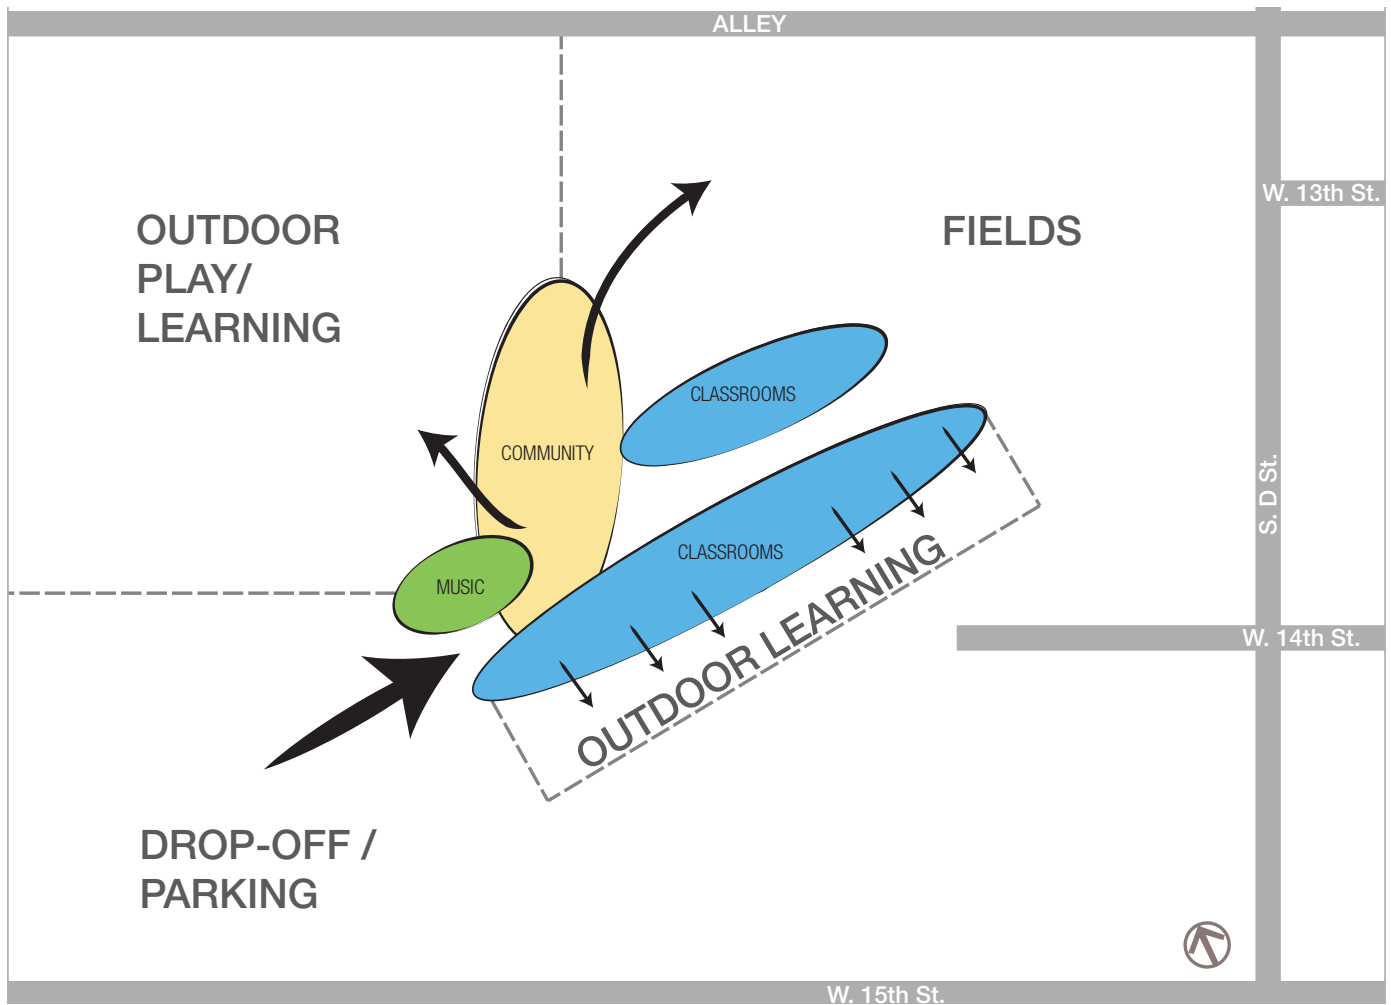 ALLEY
W. 13th St.
OUTDOOR
PLAY/
LEARNING
FIELDS
CLASSROOMS
COMMUNITY
S. D St.
CLASSROOMS
MUSIC
OUTDOOR LEARNING
W. 14th St.
DROP-OFF /
PARKING
W. 15th St.